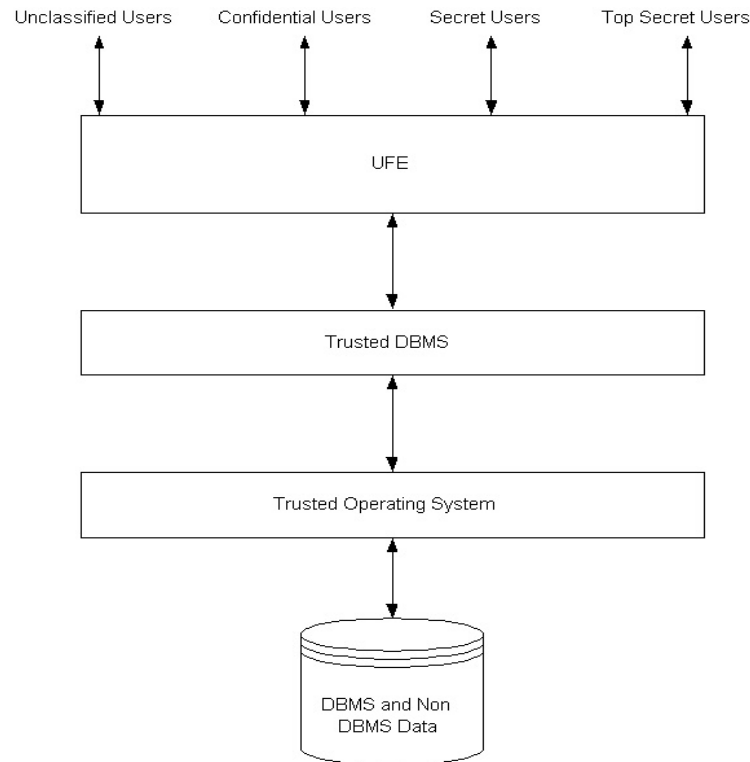 Unclassified Users Confidential Users Secret Users Top Secret Users
UFE
Trusted DBMS
Trusted Operating System
DBMS and Non
DBMS Data